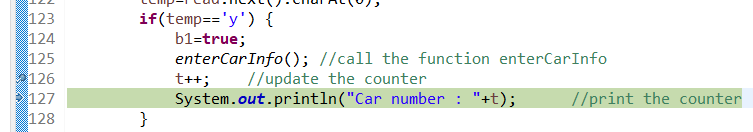 122 temp=read.next().charAt(0);
123 if(temp=='y') {
124 b1=true;
125 enterCarInfo(); //call the function enterCarInfo
126 t++; //update the counter
127 System.out.println("Car number : "+t); //print the counter
128 }